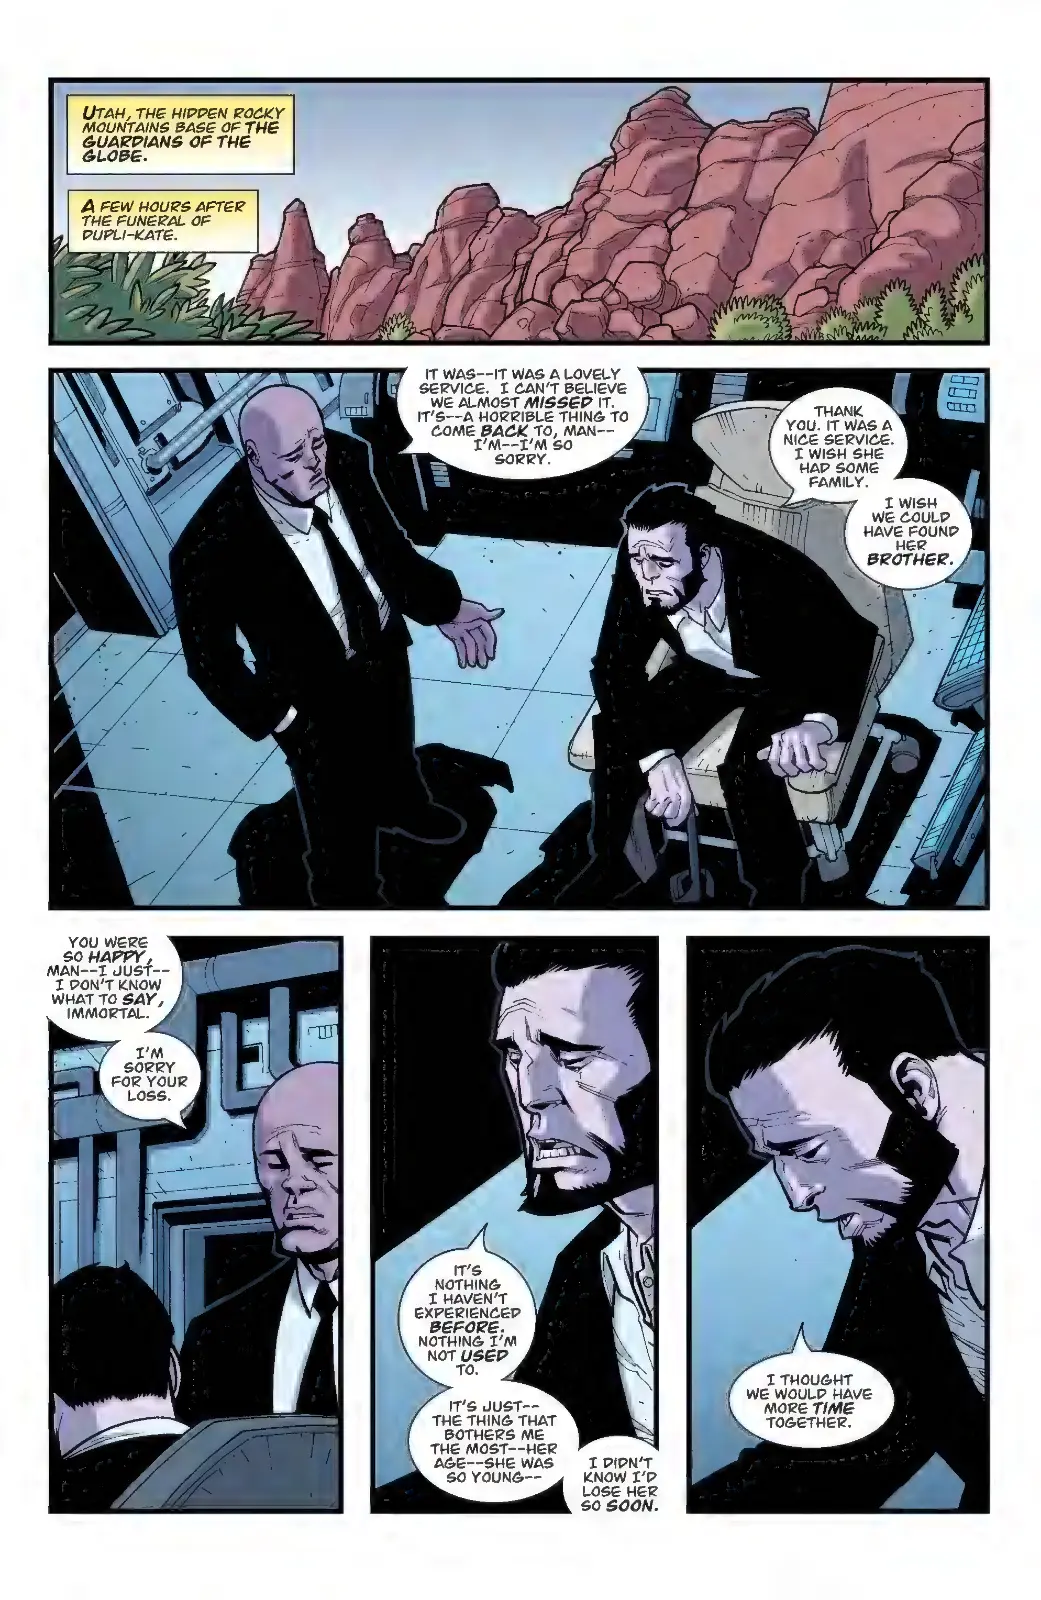 UTAH, THE HIDDEN ROCKY
MOUNTAINS BASE OF THE
GUARDIANS OF THE
GLOBE.
A FEW HOURS AFTER
THE FUNERAL OF
DUPLI-KATE.
IT WAS--IT WAS A LOVELY
SERVICE. I CAN'T BELIEVE
WE ALMOST MISSED IT.
IT'S--A HORRIBLE THING TO
COME BACK TO, MAN--
I'M--I'M SO
SORRY.
THANK
YOU. IT WAS A
NICE SERVICE.
I WISH SHE
HAD SOME
FAMILY.
I WISH
WE COULD
HAVE FOUND
HER
BROTHER.
YOU WERE
SO HAPPY,
MAN--I JUST--
I DON'T KNOW
WHAT TO SAY,
IMMORTAL.
I'M
SORRY
FOR YOUR
LOSS.
IT'S
NOTHING
I HAVEN'T
EXPERIENCED
BEFORE.
NOTHING I'M
NOT USED
TO.
IT'S JUST--
THE THING THAT
BOTHERS ME
THE MOST--HER
AGE--SHE WAS
SO YOUNG--
I DIDN'T
KNOW I'D
LOSE HER
SO SOON.
I THOUGHT
WE WOULD HAVE
MORE TIME
TOGETHER.